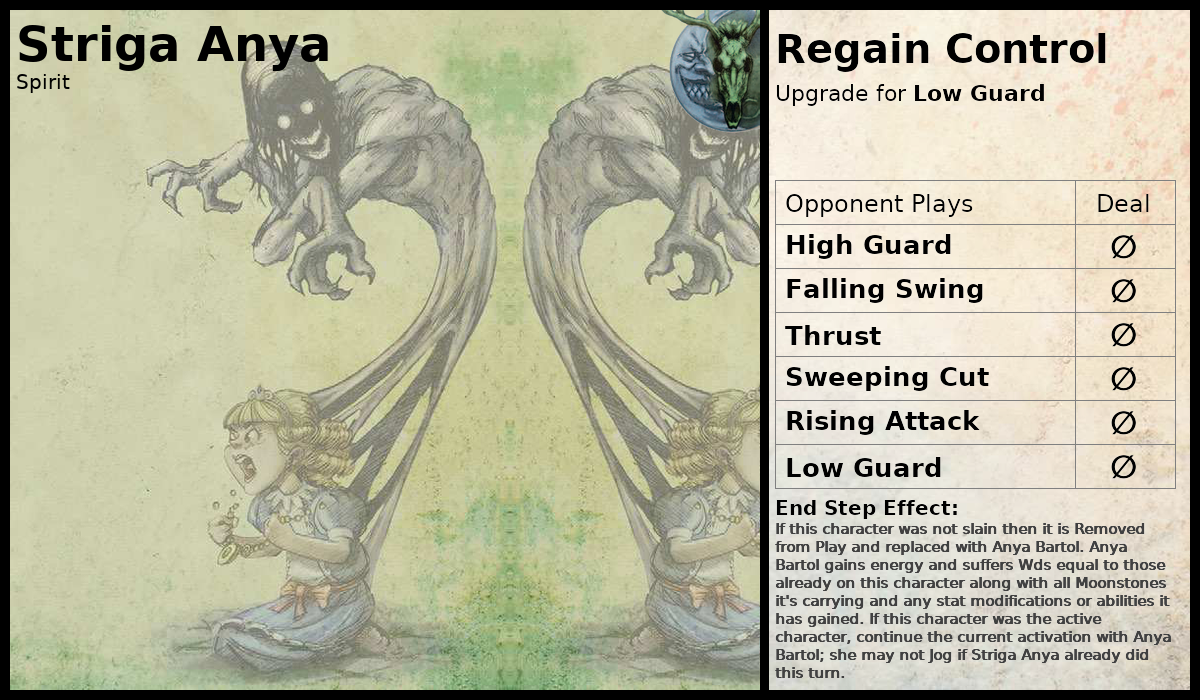 Striga Anya
Spirit
Regain Control
Upgrade for Low Guard
Opponent Plays Deal
High Guard ∅
Falling Swing ∅
Thrust ∅
Sweeping Cut ∅
Rising Attack ∅
Low Guard ∅
End Step Effect:
If this character was not slain then it is Removed
from Play and replaced with Anya Bartol. Anya
Bartol gains energy and suffers Wds equal to those
already on this character along with all Moonstones
it's carrying and any stat modifications or abilities it
has gained. If this character was the active
character, continue the current activation with Anya
Bartol; she may not Jog if Striga Anya already did
this turn.